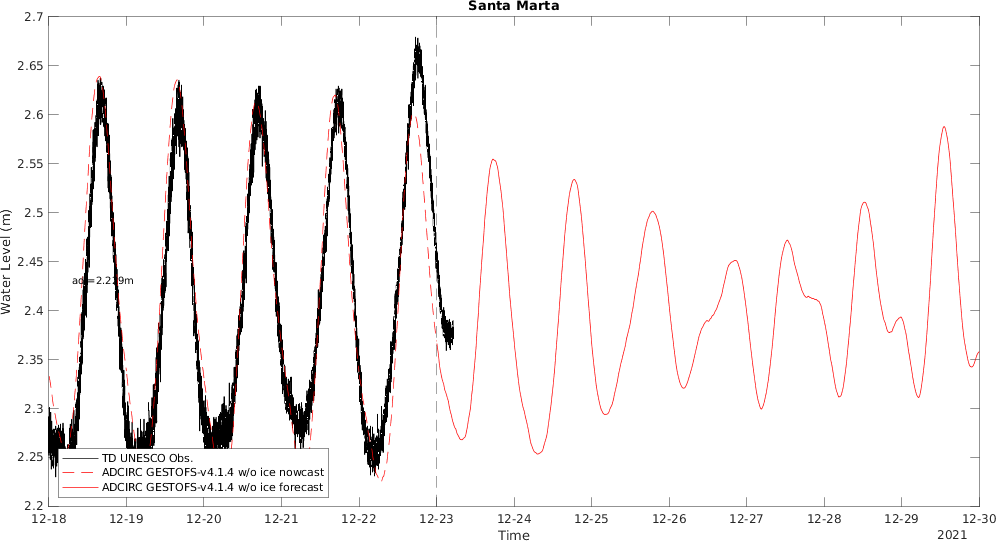 Santa Marta
2.7
2.65
2.6
2.55
2.5
2.45
2.4
2.35
2.3
2.25
2.2
Water Level (m)
TD UNESCO Obs.
ADCIRC GESTOFS-v4.1.4 w/o ice nowcast
ADCIRC GESTOFS-v4.1.4 w/o ice forecast
12-18 12-19 12-20 12-21 12-22 12-23 12-24 12-25 12-26 12-27 12-28 12-29 12-30
Time
2021